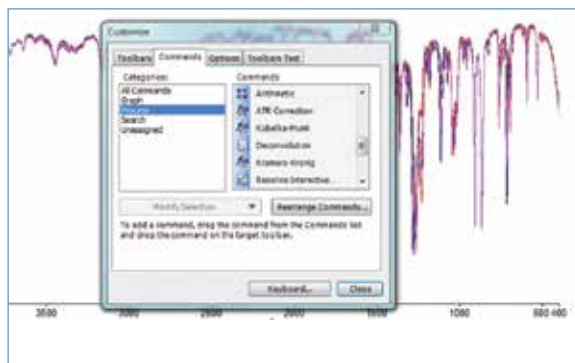 Customize
Toolbars Commands Options Toolbars Text
Categories:
All Commands
Graph
Process
Search
Unassigned
Commands
Arithmetic
ATR-Correction
Kubelka-Munk
Deconvolution
Kramers-Kronig
Baseline Interactive...
Modify Selection
Rearrange Commands...
To add a command, drag the command from the Commands list
and drop the command on the target toolbar.
Keyboard...
Close
3500 3000 2500 2000 1500 1000 500 400